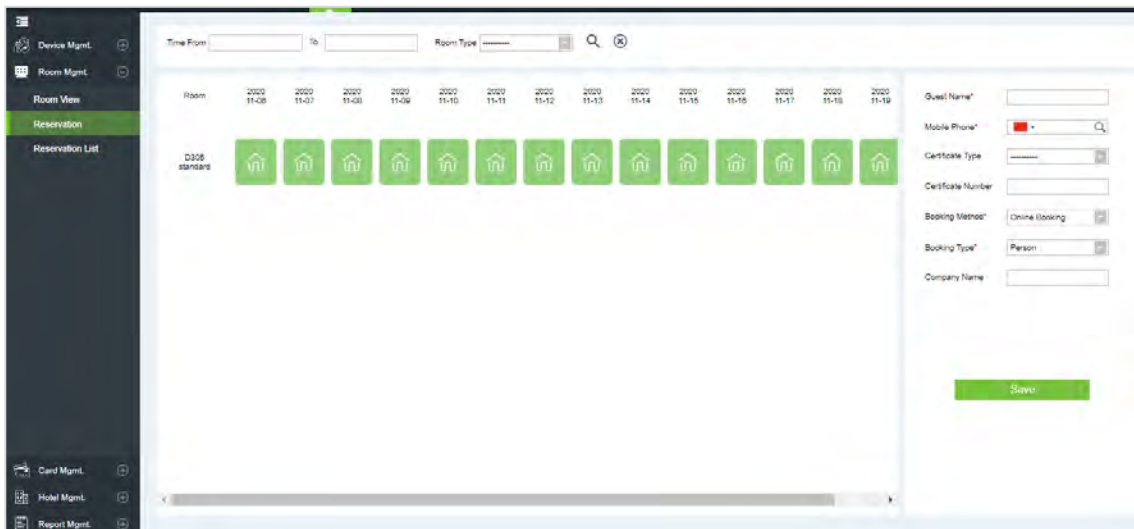 Device Mgmt.
Room Mgmt.
Room View
Reservation
Reservation List
Card Mgmt.
Hotel Mgmt.
Report Mgmt.
Time From To Room Type ----------
Room 2020 2020 2020 2020 2020 2020 2020 2020 2020 2020 2020 2020 2020 2020
11-06 11-07 11-08 11-09 11-10 11-11 11-12 11-13 11-14 11-15 11-16 11-17 11-18 11-19
D306
standard
Guest Name*
Mobile Phone*
Certificate Type ----------
Certificate Number
Booking Method* Online Booking
Booking Type* Person
Company Name
Save